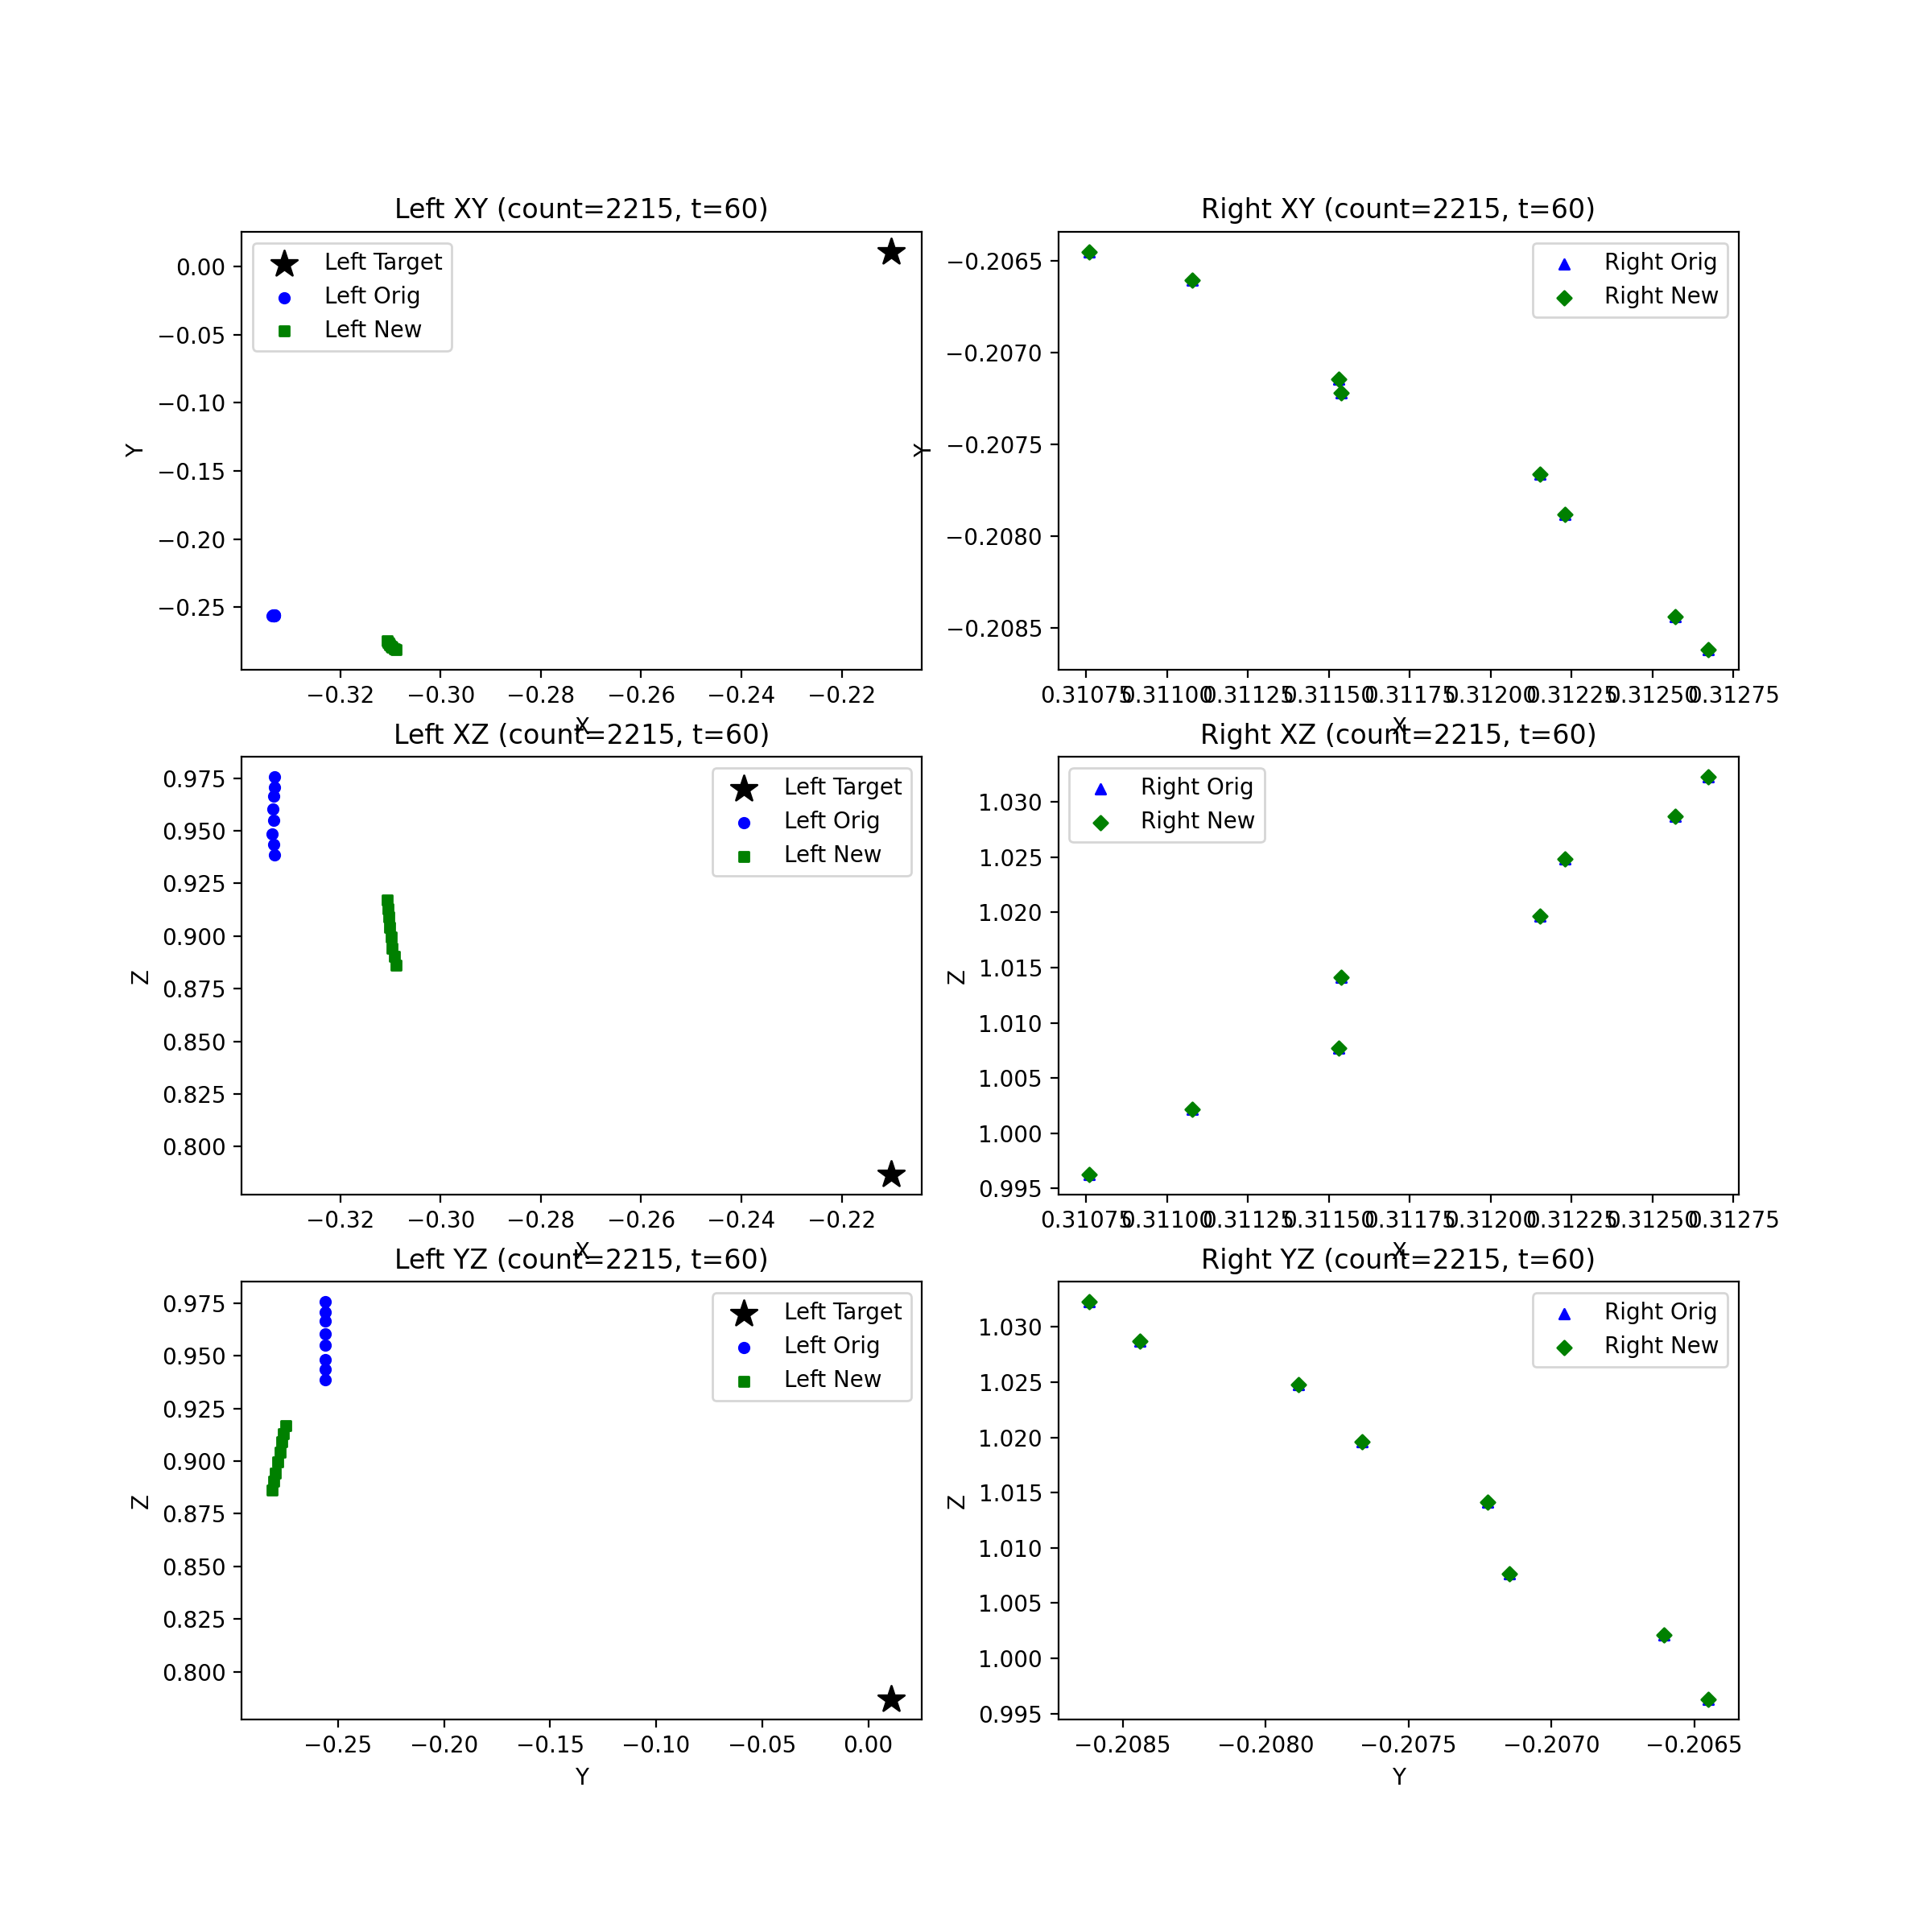 Left XY (count=2215, t=60)
Left Target
Left Orig
Left New
0.00
−0.05
−0.10
−0.15
−0.20
−0.25
Y
−0.32 −0.30 −0.28 −0.26 −0.24 −0.22
X
Right XY (count=2215, t=60)
Right Orig
Right New
−0.2065
−0.2070
−0.2075
−0.2080
−0.2085
Y
0.31075 0.31100 0.31125 0.31150 0.31175 0.31200 0.31225 0.31250 0.31275
X
Left XZ (count=2215, t=60)
Left Target
Left Orig
Left New
0.975
0.950
0.925
0.900
0.875
0.850
0.825
0.800
Z
−0.32 −0.30 −0.28 −0.26 −0.24 −0.22
X
Right XZ (count=2215, t=60)
Right Orig
Right New
1.030
1.025
1.020
1.015
1.010
1.005
1.000
0.995
Z
0.31075 0.31100 0.31125 0.31150 0.31175 0.31200 0.31225 0.31250 0.31275
X
Left YZ (count=2215, t=60)
Left Target
Left Orig
Left New
0.975
0.950
0.925
0.900
0.875
0.850
0.825
0.800
Z
−0.25 −0.20 −0.15 −0.10 −0.05 0.00
Y
Right YZ (count=2215, t=60)
Right Orig
Right New
1.030
1.025
1.020
1.015
1.010
1.005
1.000
0.995
Z
−0.2085 −0.2080 −0.2075 −0.2070 −0.2065
Y